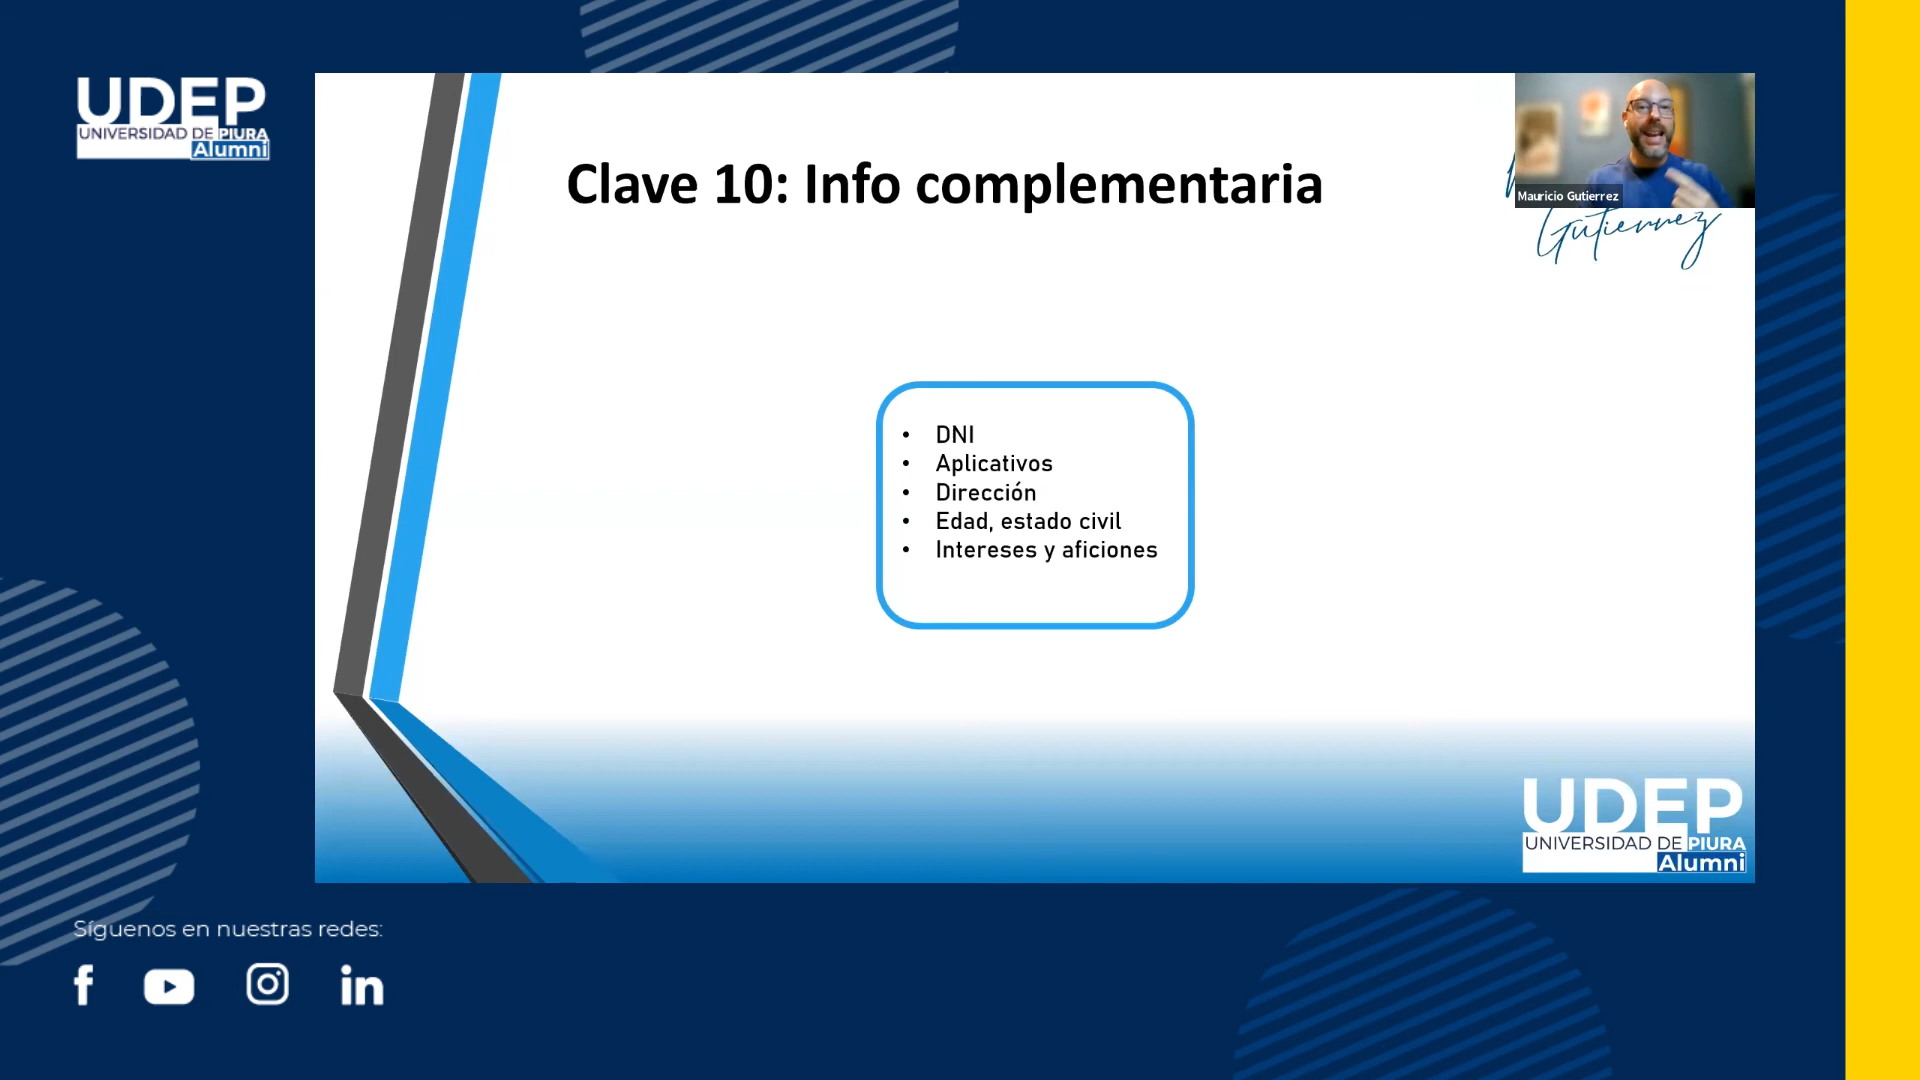 UDEP
UNIVERSIDAD DE PIURA
Alumni
Clave 10: Info complementaria
Mauricio Gutierrez
Gutierrez
• DNI
• Aplicativos
• Dirección
• Edad, estado civil
• Intereses y aficiones
UDEP
UNIVERSIDAD DE PIURA
Alumni
Síguenos en nuestras redes: